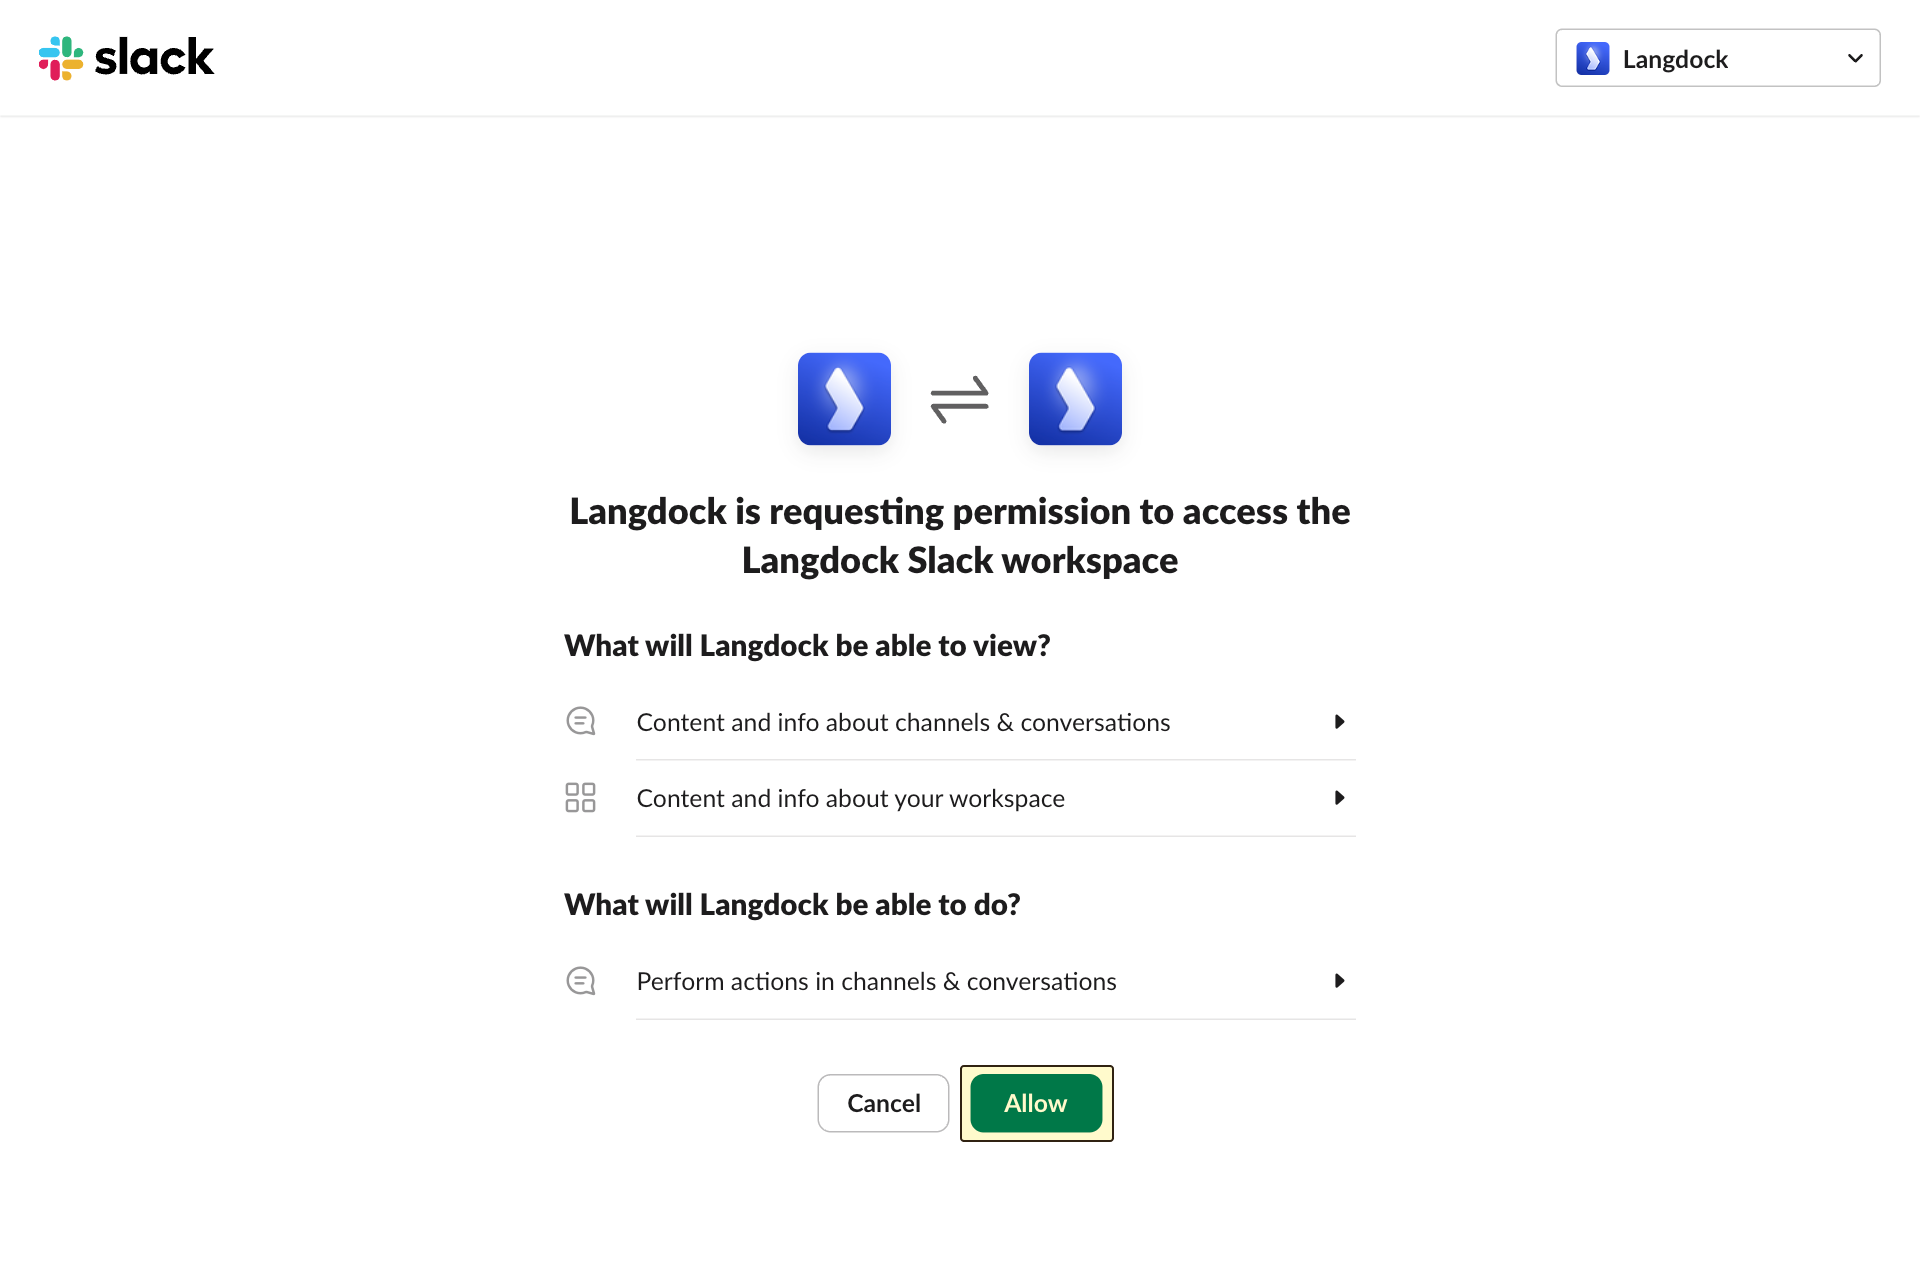 slack
Langdock
Langdock is requesting permission to access the
Langdock Slack workspace
What will Langdock be able to view?
Content and info about channels & conversations
Content and info about your workspace
What will Langdock be able to do?
Perform actions in channels & conversations
Cancel
Allow